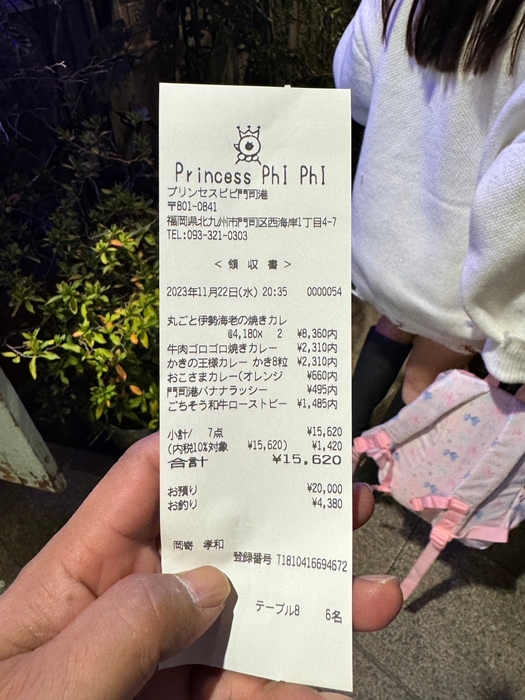 Princess PhI PhI
プリンセスピピ門司港
〒801-0841
福岡県北九州市門司区西海岸1丁目4-7
TEL:093-321-0303
＜ 領 収 書 ＞
2023年11月22日(水) 20:35 0000054
丸ごと伊勢海老の焼きカレ
@4,180× 2 ¥8,360内
牛肉ゴロゴロ焼きカレー ¥2,310内
かきの王様カレー かき8粒 ¥2,310内
おこさまカレー(オレンジ ¥660内
門司港バナナラッシー ¥495内
ごちそう和牛ローストビー ¥1,485内
小計/ 7点 ¥15,620
(内税10%対象 ¥15,620) ¥1,420
合計 ¥15,620
お預り ¥20,000
お釣り ¥4,380
岡嵜 孝和
登録番号 T1810416694672
テーブル8 6名